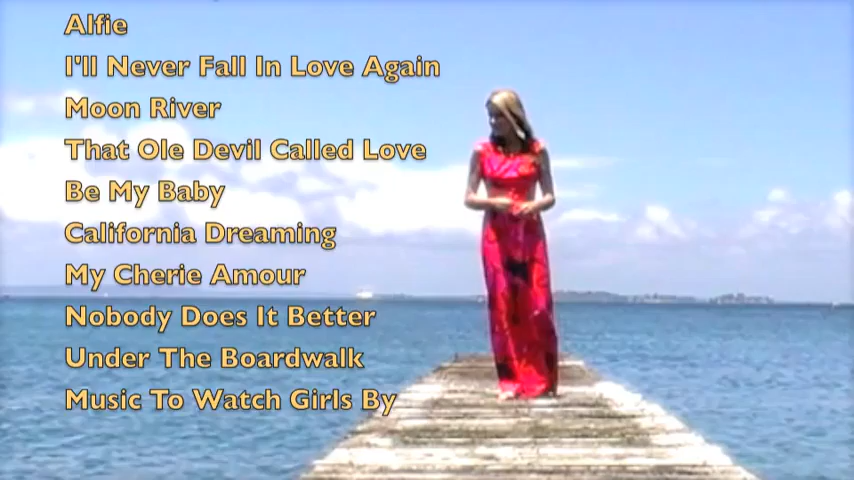 Alfie
I'll Never Fall In Love Again
Moon River
That Ole Devil Called Love
Be My Baby
California Dreaming
My Cherie Amour
Nobody Does It Better
Under The Boardwalk
Music To Watch Girls By